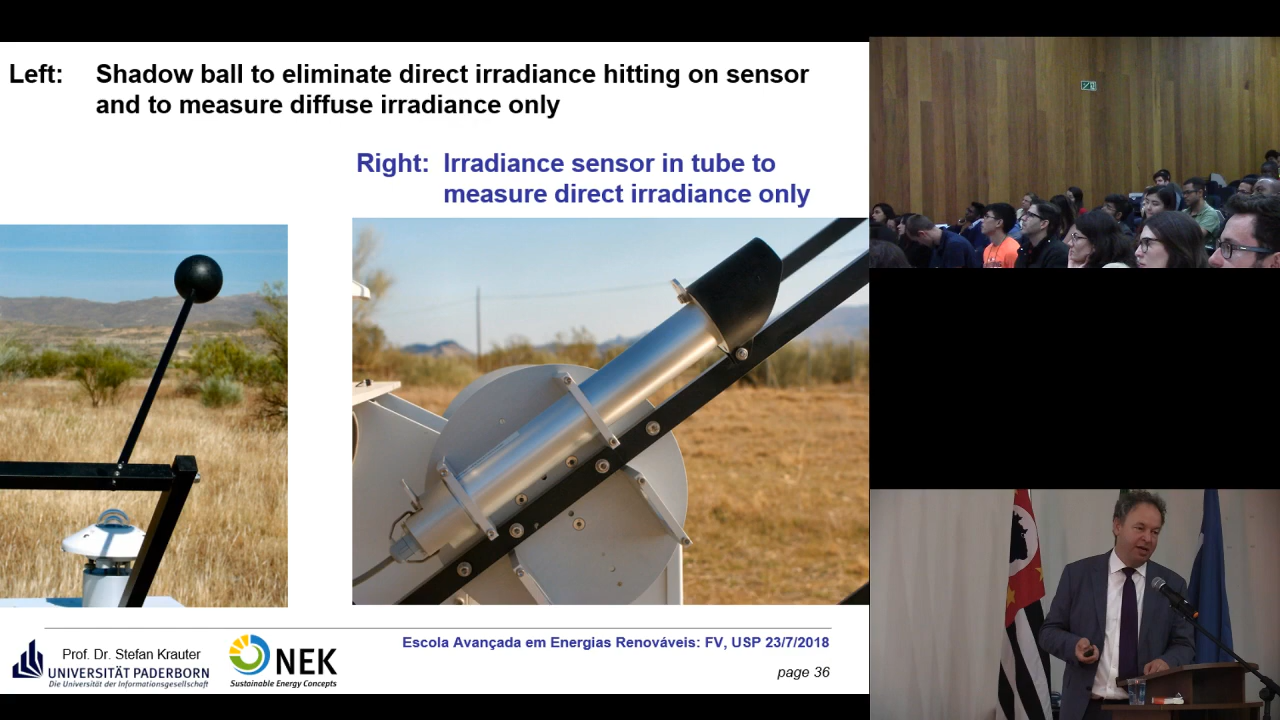 Left: Shadow ball to eliminate direct irradiance hitting on sensor
and to measure diffuse irradiance only
Right: Irradiance sensor in tube to
measure direct irradiance only
Prof. Dr. Stefan Krauter
UNIVERSITÄT PADERBORN
Die Universität der Informationsgesellschaft
NEK
Sustainable Energy Concepts
Escola Avançada em Energias Renováveis: FV, USP 23/7/2018
page 36